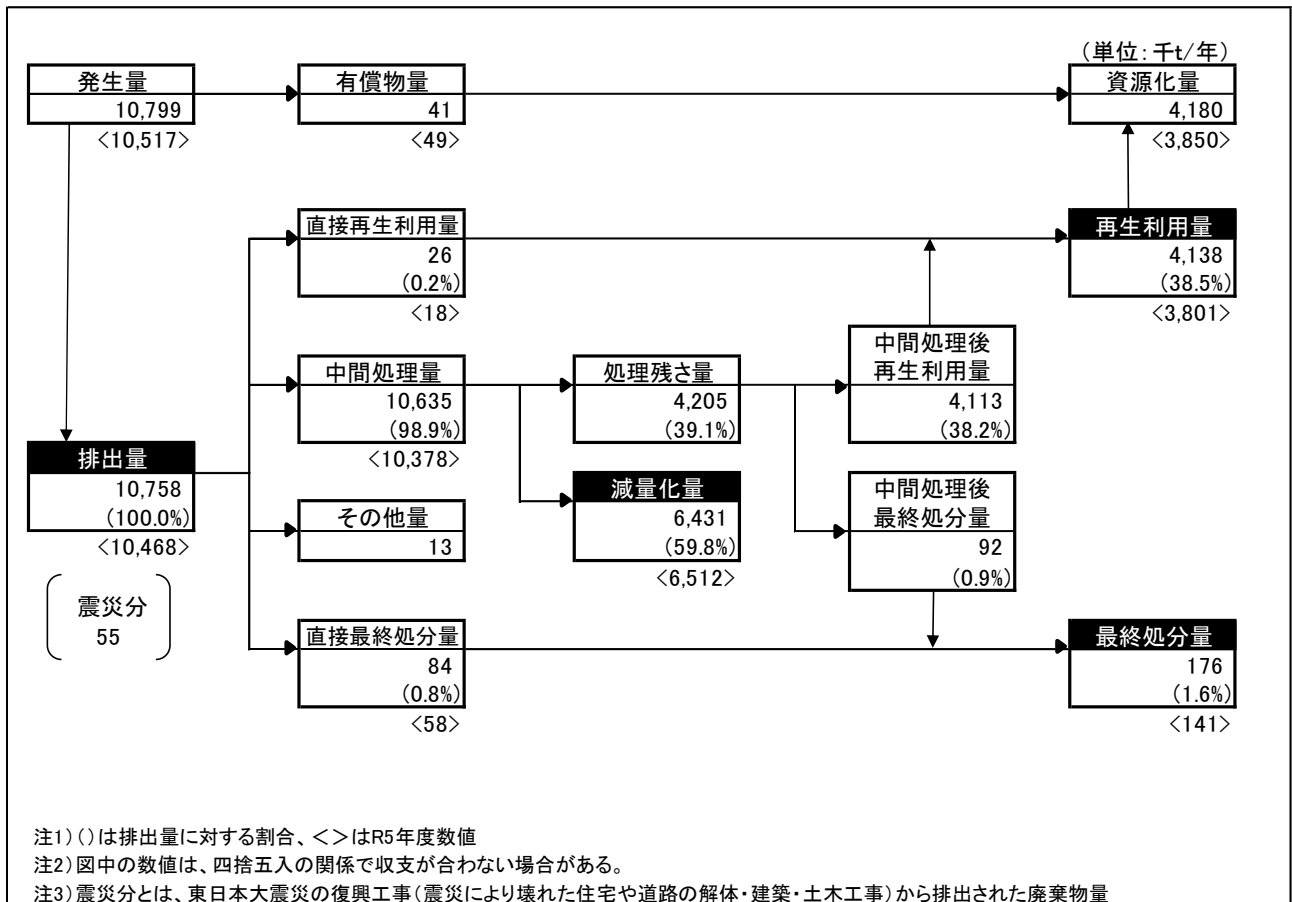 (単位:千t/年)
発生量
10,799
<10,517>
有償物量
41
<49>
資源化量
4,180
<3,850>
直接再生利用量
26
(0.2%)
<18>
再生利用量
4,138
(38.5%)
<3,801>
中間処理量
10,635
(98.9%)
<10,378>
処理残さ量
4,205
(39.1%)
中間処理後
再生利用量
4,113
(38.2%)
排出量
10,758
(100.0%)
<10,468>
減量化量
6,431
(59.8%)
<6,512>
中間処理後
最終処分量
92
(0.9%)
その他量
13
震災分
55
直接最終処分量
84
(0.8%)
<58>
最終処分量
176
(1.6%)
<141>
注1)()は排出量に対する割合、<>はR5年度数値
注2)図中の数値は、四捨五入の関係で収支が合わない場合がある。
注3)震災分とは、東日本大震災の復興工事(震災により壊れた住宅や道路の解体・建築・土木工事)から排出された廃棄物量